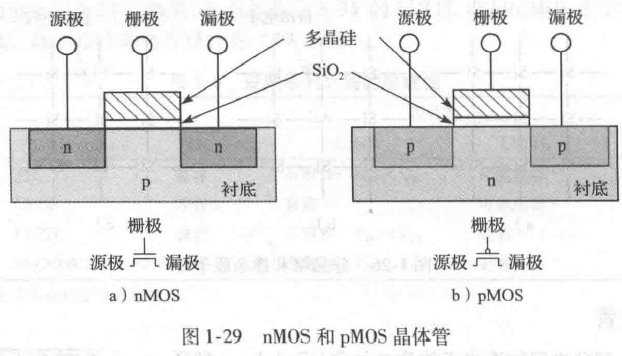 源极 栅极 漏极 源极 栅极 漏极
多晶硅
SiO₂
n n p p
p n
衬底 衬底
栅极 栅极
源极 漏极 源极 漏极
a）nMOS b）pMOS
图 1-29 nMOS 和 pMOS 晶体管